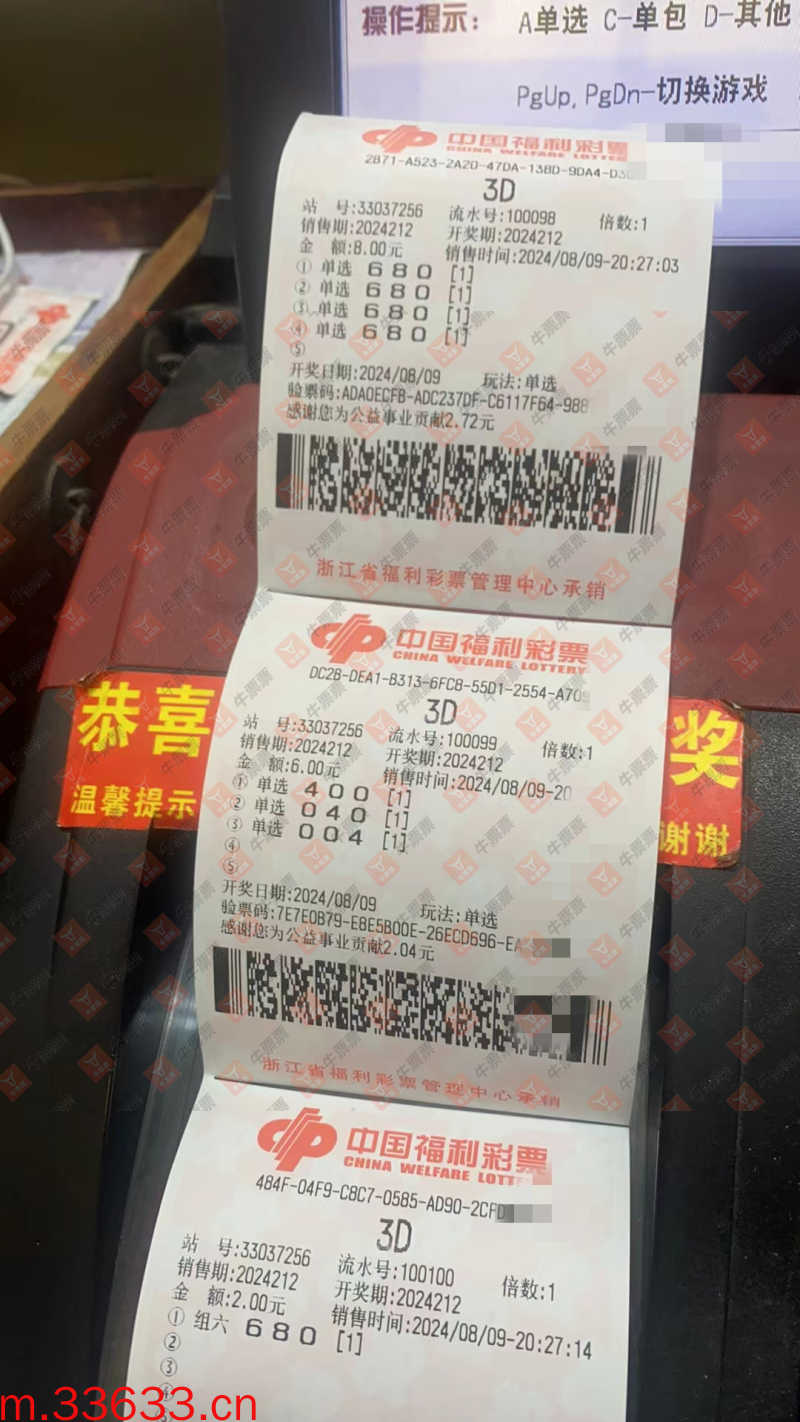 操作提示： A单选 C-单包 D-其他
PgUp, PgDn-切换游戏
中国福利彩票
CHINA WELFARE LOTTE
2B71-A523-2A2D-47DA-138D-9DA4-D3
3D
站 号:33037256 流水号:100098 倍数:1
销售期:2024212 开奖期:2024212
金 额:8.00元 销售时间:2024/08/09-20:27:03
① 单选 680 [1]
② 单选 680 [1]
③ 单选 680 [1]
④ 单选 680 [1]
⑤
开奖日期:2024/08/09 玩法:单选
验票码:ADA0ECFB-ADC237DF-C6117F64-988
感谢您为公益事业贡献2.72元
浙江省福利彩票管理中心承销
中国福利彩票
CHINA WELFARE LOTTERY
DC2B-DEA1-B313-6FC8-55D1-2554-A70
3D
站 号:33037256 流水号:100099 倍数:1
销售期:2024212 开奖期:2024212
金 额:6.00元 销售时间:2024/08/09-20
① 单选 400 [1]
② 单选 040 [1]
③ 单选 004 [1]
④
⑤
开奖日期:2024/08/09 玩法:单选
验票码:7E7E0B79-E8E5B00E-26ECD696-EA
感谢您为公益事业贡献2.04元
浙江省福利彩票管理中心承销
恭喜 奖
温馨提示 谢谢
中国福利彩票
CHINA WELFARE LOTT
484F-04F9-C8C7-0585-AD90-2CF
3D
站 号:33037256 流水号:100100 倍数:1
销售期:2024212 开奖期:2024212
金 额:2.00元 销售时间:2024/08/09-20:27:14
① 组六 680 [1]
②
③
④
牛票票
m.33633.cn